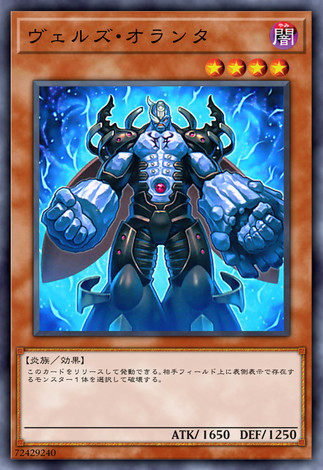 ヴェルズ・オランタ
闇
やみ
【炎族／効果】
このカードをリリースして発動できる。相手フィールド上に表側表示で存在す
るモンスター１体を選択して破壊する。
ATK/1650 DEF/1250
72429240